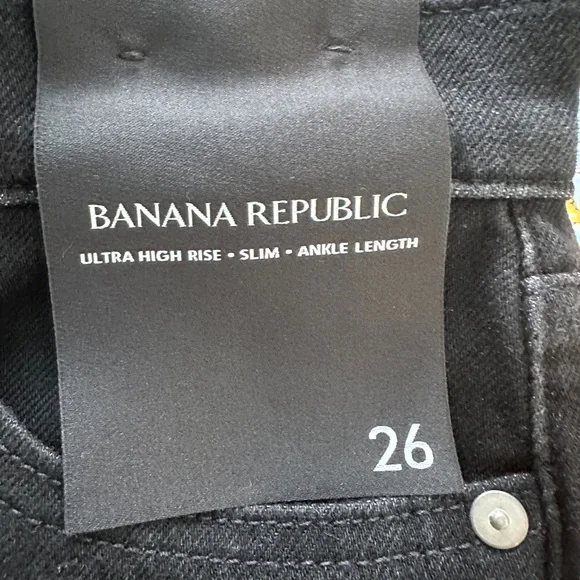 BANANA REPUBLIC
ULTRA HIGH RISE • SLIM • ANKLE LENGTH
26